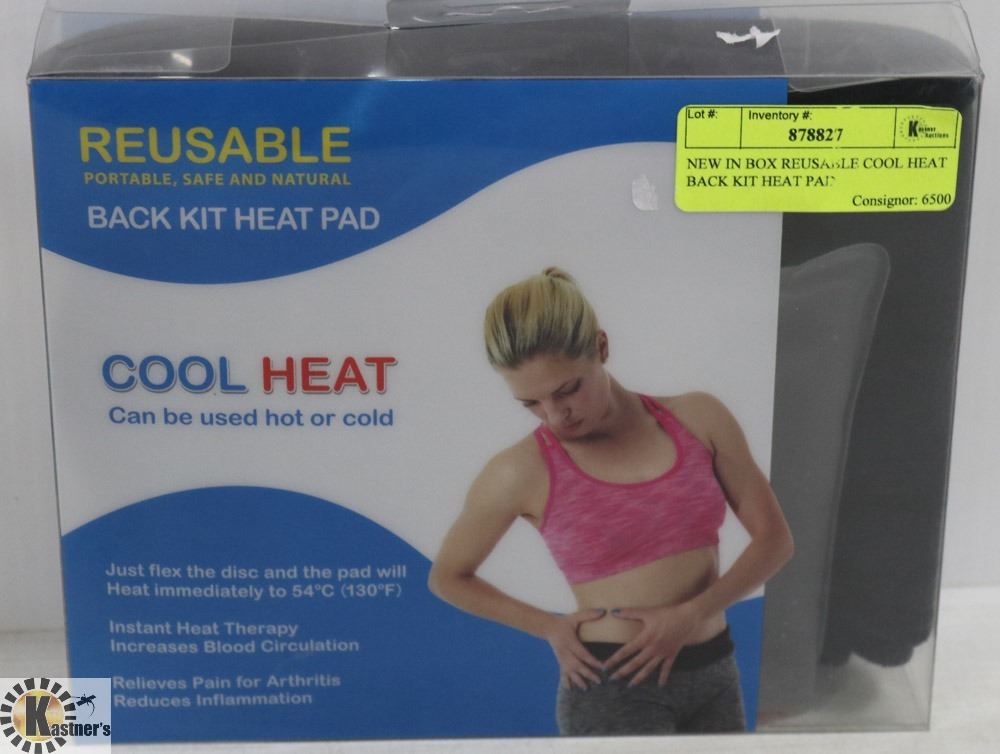 REUSABLE
PORTABLE, SAFE AND NATURAL
BACK KIT HEAT PAD
Lot #:
Inventory #:
878827
Kastner Auctions
NEW IN BOX REUSABLE COOL HEAT
BACK KIT HEAT PAD
Consignor: 6500
COOL HEAT
Can be used hot or cold
Just flex the disc and the pad will
Heat immediately to 54°C (130°F)
Instant Heat Therapy
Increases Blood Circulation
Relieves Pain for Arthritis
Reduces Inflammation
Kastner's